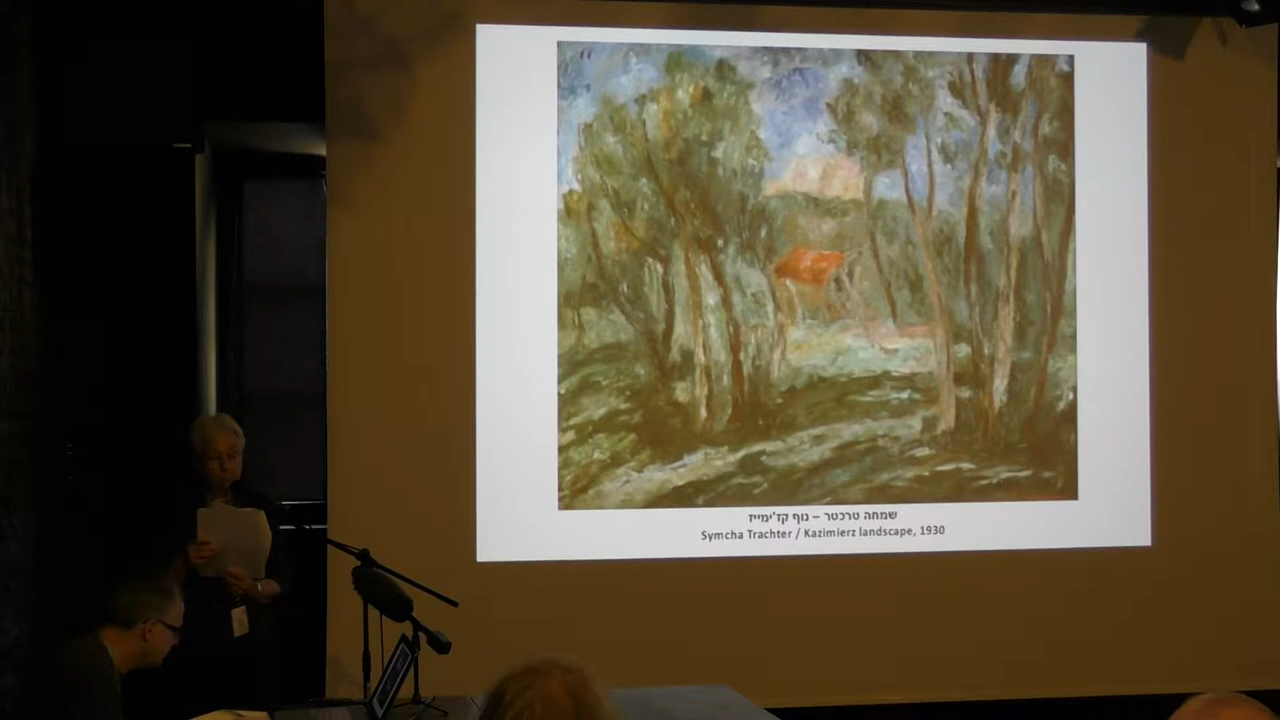 שמחה טרכטר – נוף קז'ימייז
Symcha Trachter / Kazimierz landscape, 1930